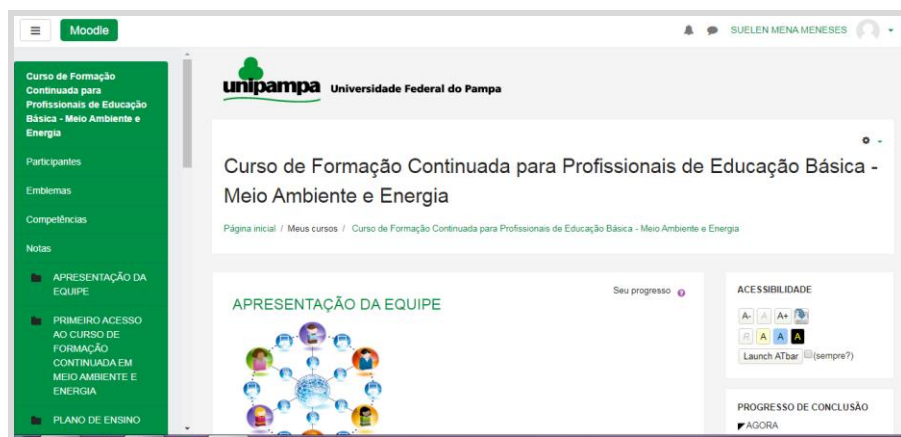 Moodle
SUELEN MENA MENESES
Curso de Formação
Continuada para
Profissionais de Educação
Básica - Meio Ambiente e
Energia
Participantes
Emblemas
Competências
Notas
APRESENTAÇÃO DA
EQUIPE
PRIMEIRO ACESSO
AO CURSO DE
FORMAÇÃO
CONTINUADA EM
MEIO AMBIENTE E
ENERGIA
PLANO DE ENSINO
unipampa Universidade Federal do Pampa
Curso de Formação Continuada para Profissionais de Educação Básica -
Meio Ambiente e Energia
Página inicial / Meus cursos / Curso de Formação Continuada para Profissionais de Educação Básica - Meio Ambiente e Energia
Seu progresso
APRESENTAÇÃO DA EQUIPE
ACESSIBILIDADE
A- A A+
R A A A
Launch ATbar (sempre?)
PROGRESSO DE CONCLUSÃO
AGORA